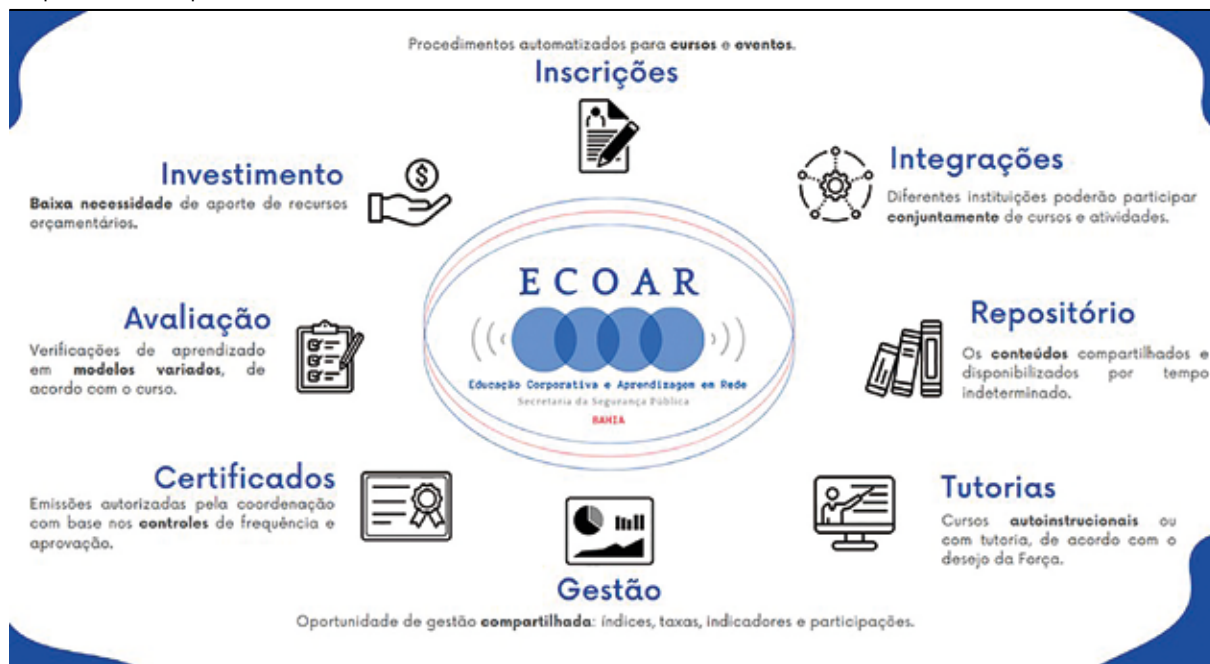 Procedimentos automatizados para cursos e eventos.
Inscrições
Investimento
Baixa necessidade de aporte de recursos
orçamentários.
Integrações
Diferentes instituições poderão participar
conjuntamente de cursos e atividades.
Avaliação
Verificações de aprendizado
em modelos variados, de
acordo com o curso.
ECOAR
Educação Corporativa e Aprendizagem em Rede
Secretaria da Segurança Pública
BAHIA
Repositório
Os conteúdos compartilhados e
disponibilizados por tempo
indeterminado.
Certificados
Emissões autorizadas pela coordenação
com base nos controles de frequência e
aprovação.
Tutorias
Cursos autoinstrucionais ou
com tutoria, de acordo com o
desejo da Força.
Gestão
Oportunidade de gestão compartilhada: índices, taxas, indicadores e participações.